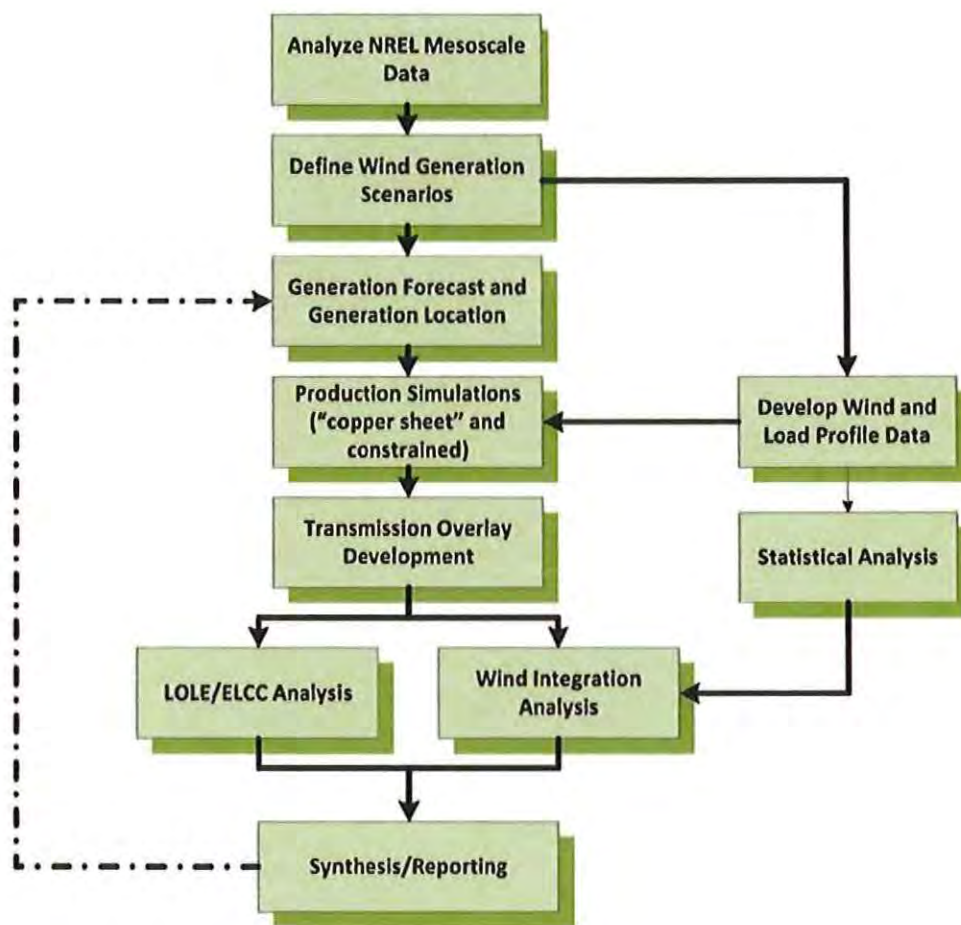 Analyze NREL Mesoscale
Data
Define Wind Generation
Scenarios
Generation Forecast and
Generation Location
Production Simulations
("copper sheet" and
constrained)
Develop Wind and
Load Profile Data
Transmission Overlay
Development
Statistical Analysis
LOLE/ELCC Analysis
Wind Integration
Analysis
Synthesis/Reporting